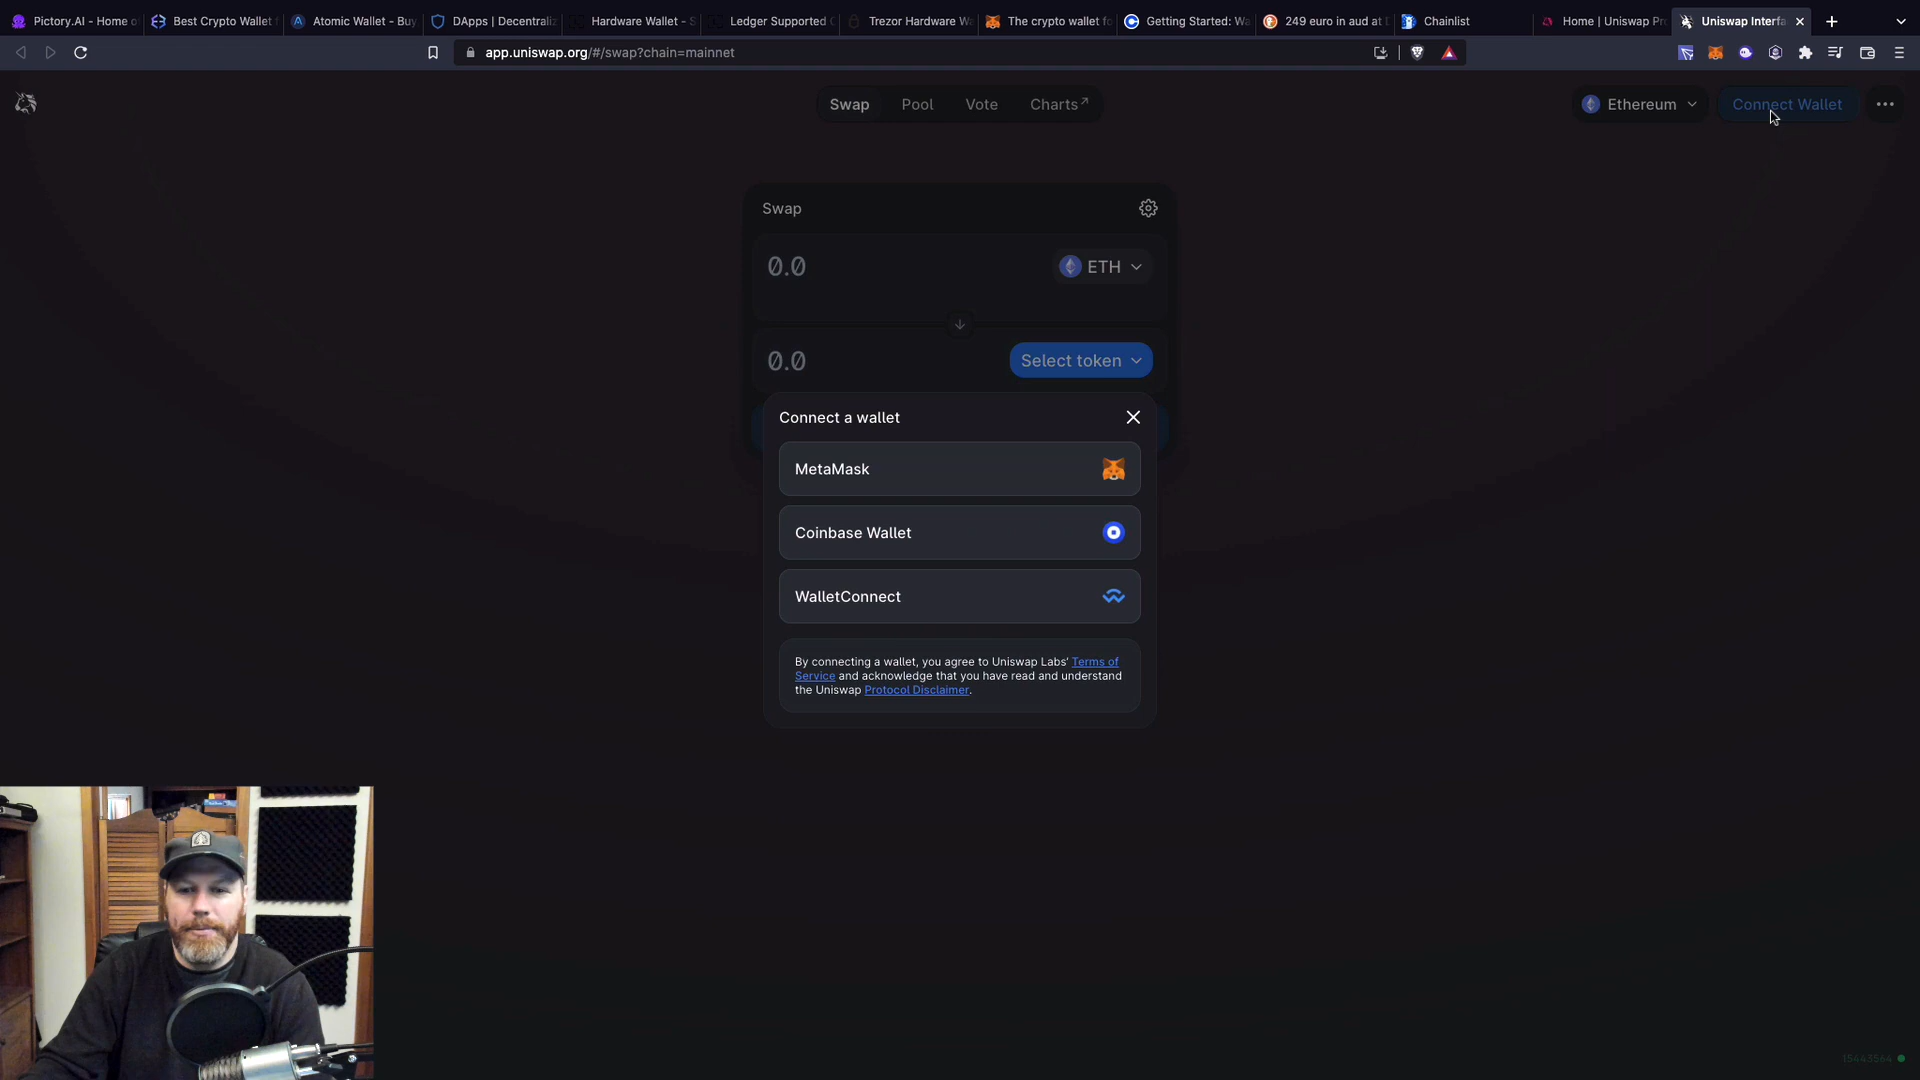 Pictory.AI - Home o
Best Crypto Wallet f
Atomic Wallet - Buy
DApps | Decentraliz
Hardware Wallet - S
Ledger Supported C
Trezor Hardware Wa
The crypto wallet fo
Getting Started: Wa
249 euro in aud at D
Chainlist
Home | Uniswap Pro
Uniswap Interfa
app.uniswap.org/#/swap?chain=mainnet
Swap Pool Vote Charts↗
Ethereum
Connect Wallet
Swap
0.0 ETH
0.0 Select token
Connect a wallet
MetaMask
Coinbase Wallet
WalletConnect
By connecting a wallet, you agree to Uniswap Labs' Terms of
Service and acknowledge that you have read and understand
the Uniswap Protocol Disclaimer.
15443564